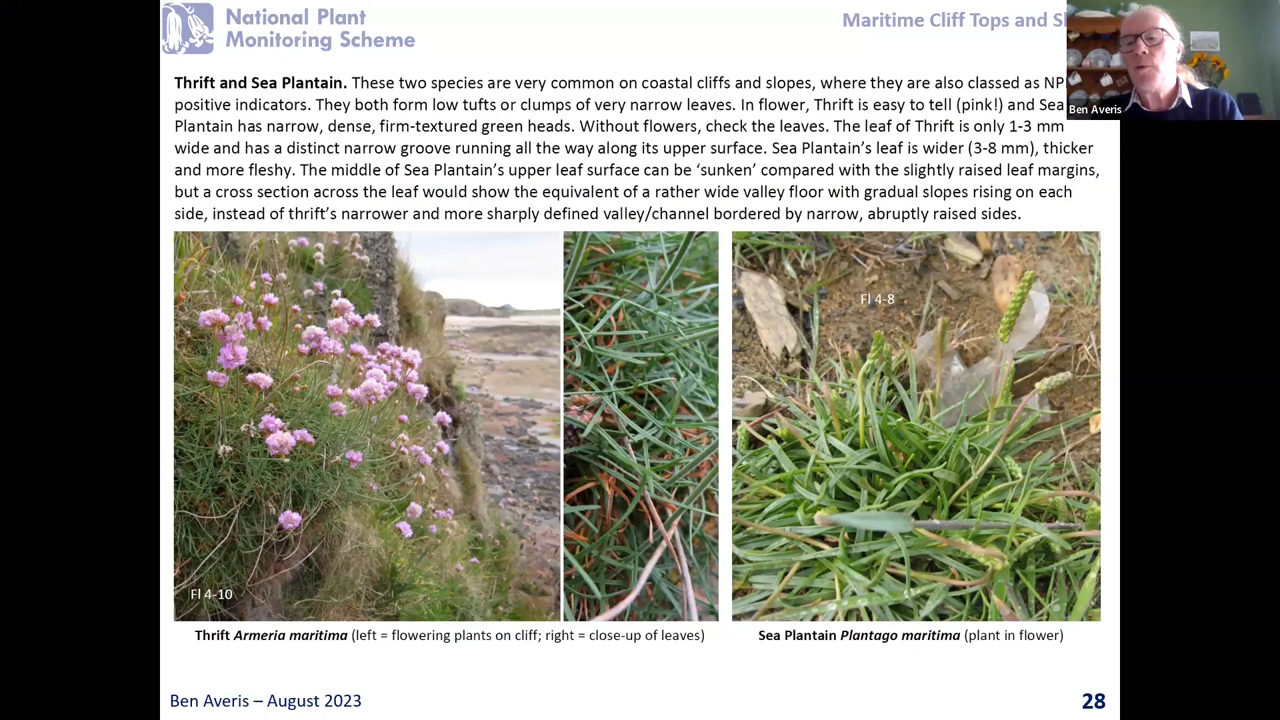 National Plant
Monitoring Scheme
Maritime Cliff Tops and
Ben Averis
Thrift and Sea Plantain. These two species are very common on coastal cliffs and slopes, where they are also classed as
positive indicators. They both form low tufts or clumps of very narrow leaves. In flower, Thrift is easy to tell (pink!) and Sea
Plantain has narrow, dense, firm-textured green heads. Without flowers, check the leaves. The leaf of Thrift is only 1-3 mm
wide and has a distinct narrow groove running all the way along its upper surface. Sea Plantain’s leaf is wider (3-8 mm), thicker
and more fleshy. The middle of Sea Plantain’s upper leaf surface can be ‘sunken’ compared with the slightly raised leaf margins,
but a cross section across the leaf would show the equivalent of a rather wide valley floor with gradual slopes rising on each
side, instead of thrift’s narrower and more sharply defined valley/channel bordered by narrow, abruptly raised sides.
Fl 4-8
Fl 4-10
Thrift Armeria maritima (left = flowering plants on cliff; right = close-up of leaves)
Sea Plantain Plantago maritima (plant in flower)
Ben Averis – August 2023
28